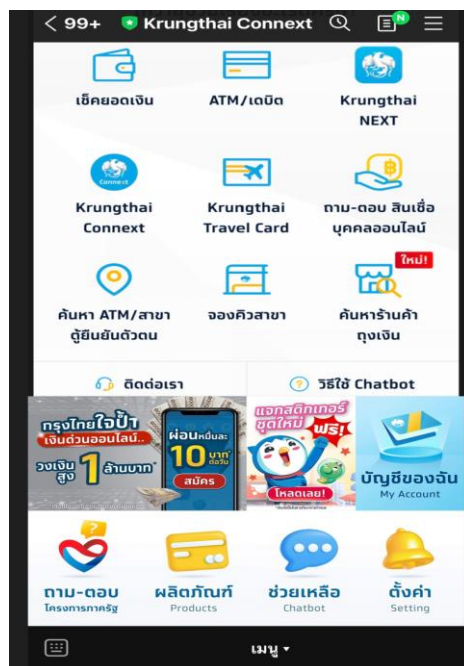 99+ Krungthai Connext N
เช็คยอดเงิน
ATM/เดบิต
Krungthai
NEXT
Connext
Krungthai
Connext
Krungthai
Travel Card
ถาม-ตอบ สินเชื่อ
บุคคลออนไลน์
ใหม่!
ค้นหา ATM/สาขา
ตู้ยืนยันตัวตน
จองคิวสาขา
ค้นหาร้านค้า
ถุงเงิน
ติดต่อเรา
วิธีใช้ Chatbot
กรุงไทยใจป้ำ
เงินด่วนออนไลน์..
วงเงิน
สูง 1 ล้านบาท*
ผ่อนหมื่นละ
10 บาท
ต่อวัน
สมัคร
แจกสติกเกอร์
ชุดใหม่ ฟรี!
โหลดเลย!
บัญชีของฉัน
My Account
ถาม-ตอบ
โครงการภาครัฐ
ผลิตภัณฑ์
Products
ช่วยเหลือ
Chatbot
ตั้งค่า
Setting
เมนู